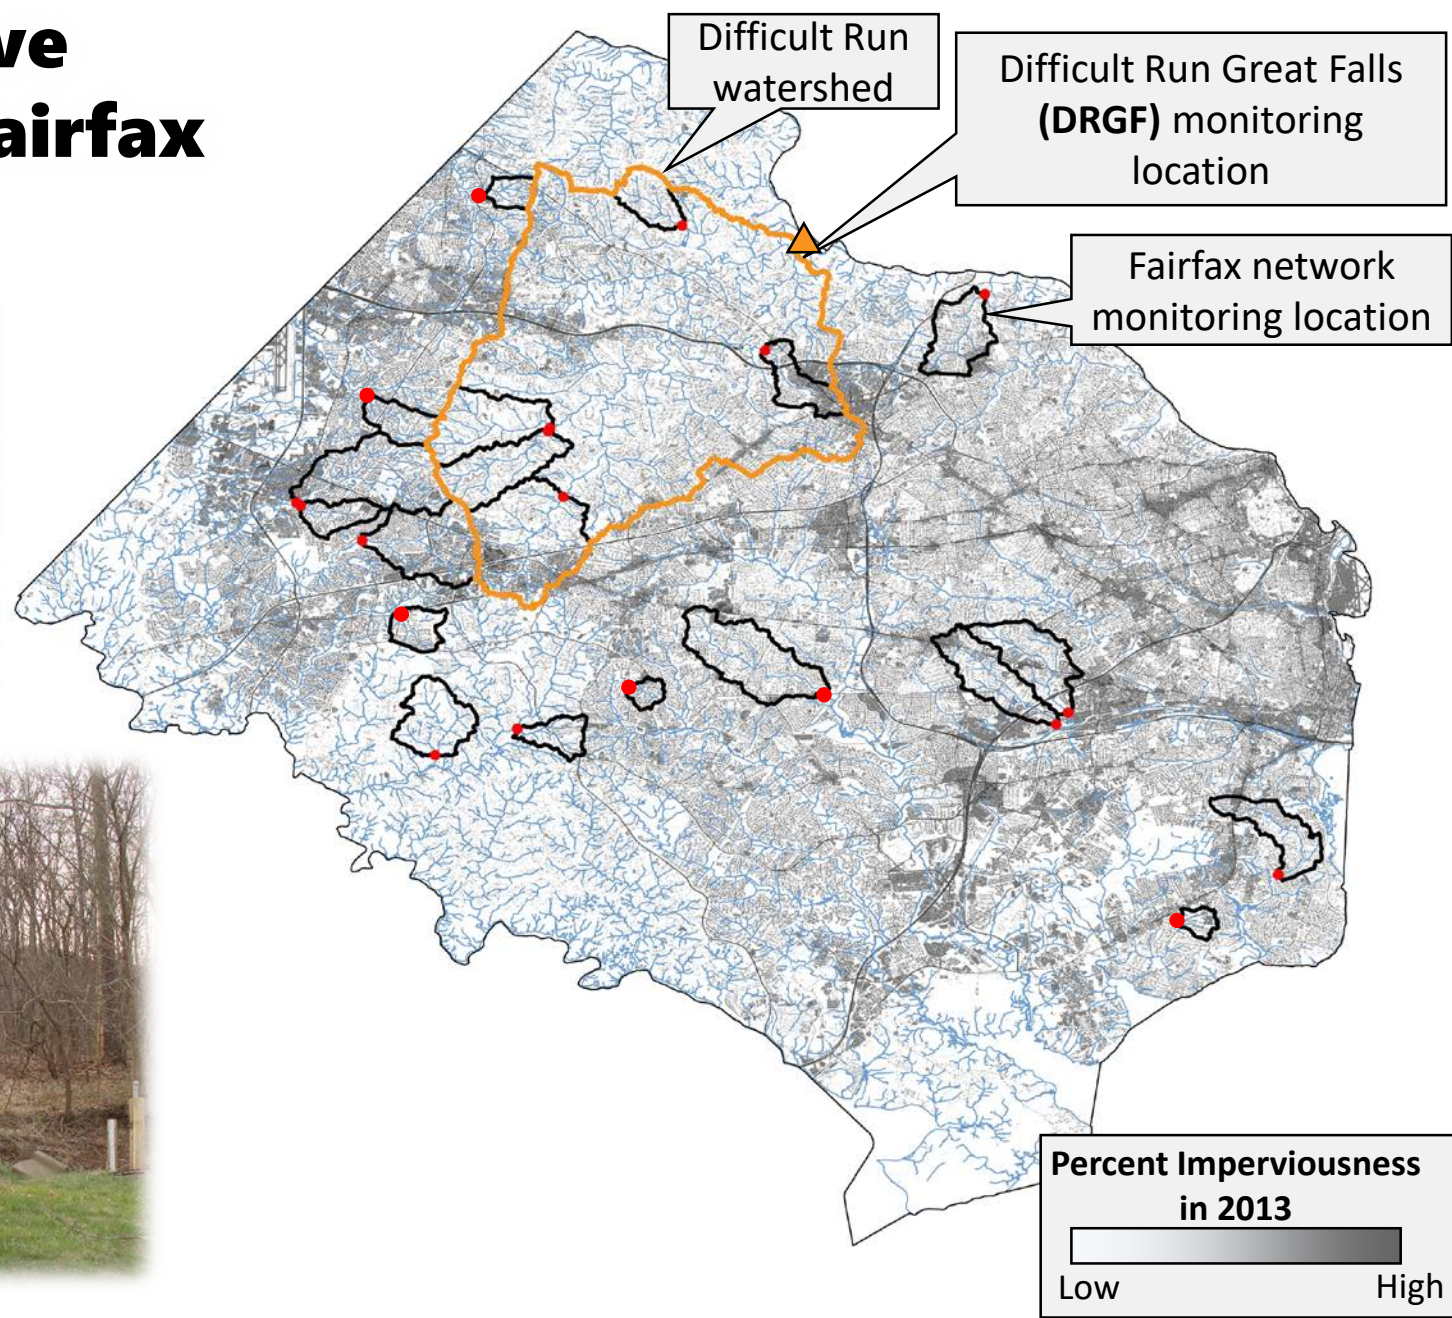 ve
airfax
Difficult Run
watershed
Difficult Run Great Falls
(DRGF) monitoring
location
Fairfax network
monitoring location
Percent Imperviousness
in 2013
Low High